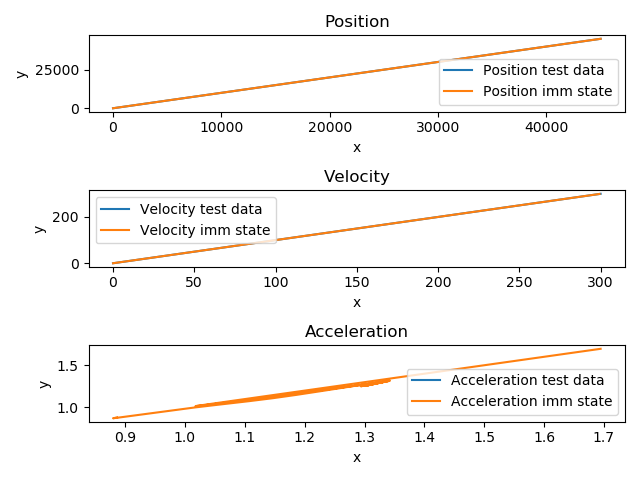 Position
y
25000
0
Position test data
Position imm state
0 10000 20000 30000 40000
x
Velocity
y
200
0
Velocity test data
Velocity imm state
0 50 100 150 200 250 300
x
Acceleration
y
1.5
1.0
Acceleration test data
Acceleration imm state
0.9 1.0 1.1 1.2 1.3 1.4 1.5 1.6 1.7
x